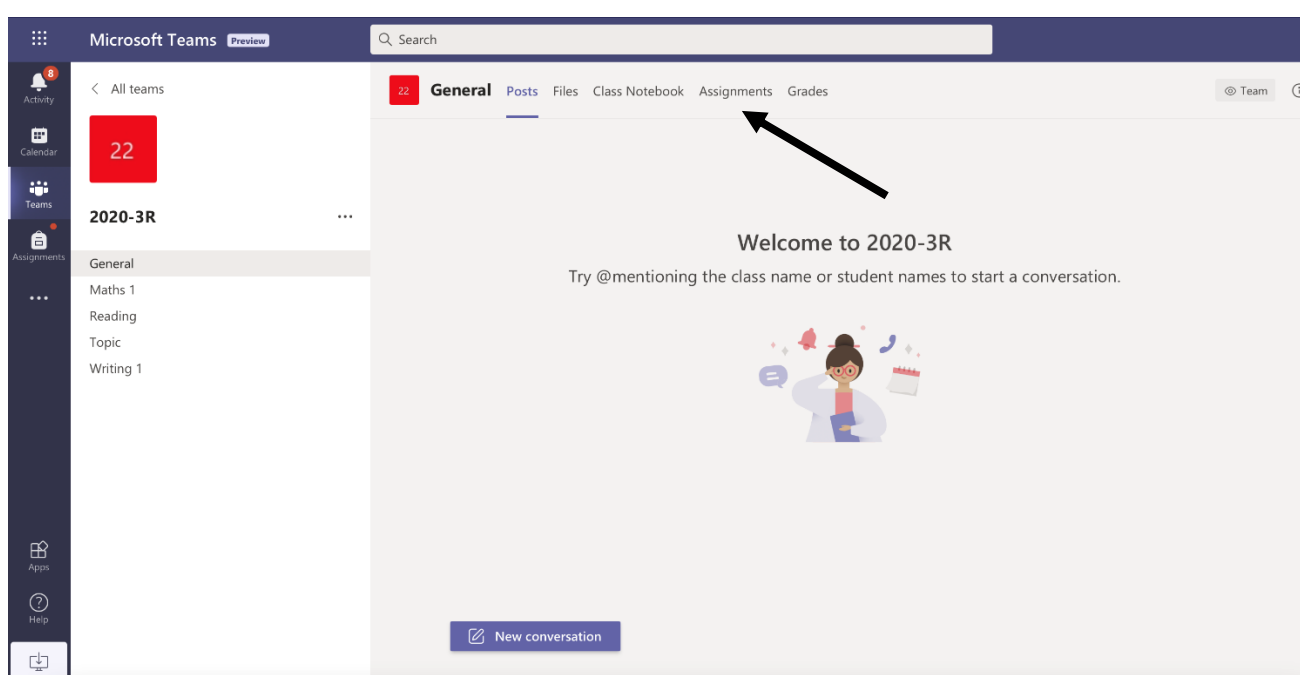 Microsoft Teams Preview
Search
8
Activity
Calendar
Teams
Assignments
Apps
Help
All teams
22
2020-3R
General
Maths 1
Reading
Topic
Writing 1
22 General Posts Files Class Notebook Assignments Grades
Team
Welcome to 2020-3R
Try @mentioning the class name or student names to start a conversation.
New conversation